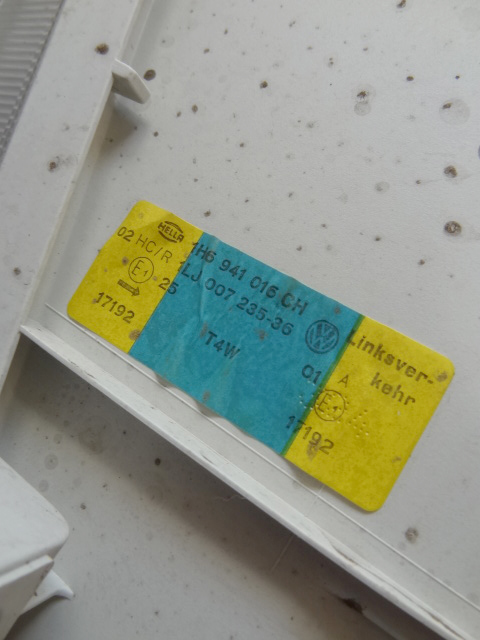 HELLA
02 HC/R
E1 25
17192
1H6 941 016 CH
1LJ 007 235-36
T4W
01 A
E1
17192
Linksver-
kehr